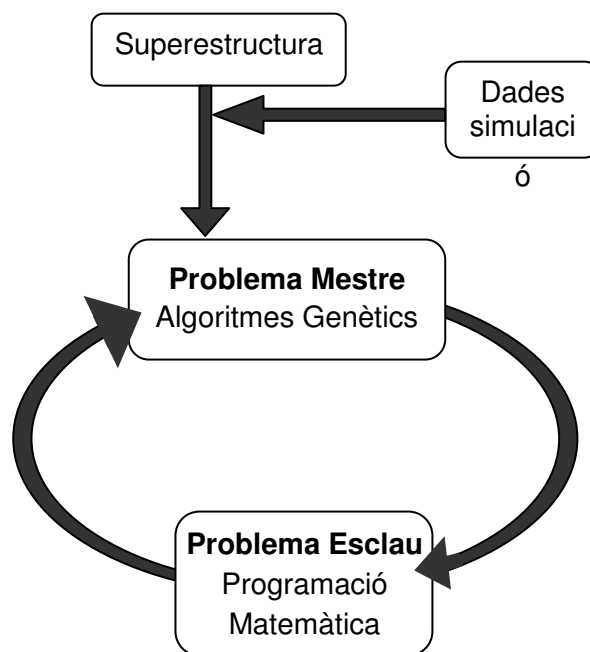 Superestructura
Dades
simulaci
ó
Problema Mestre
Algoritmes Genètics
Problema Esclau
Programació
Matemàtica